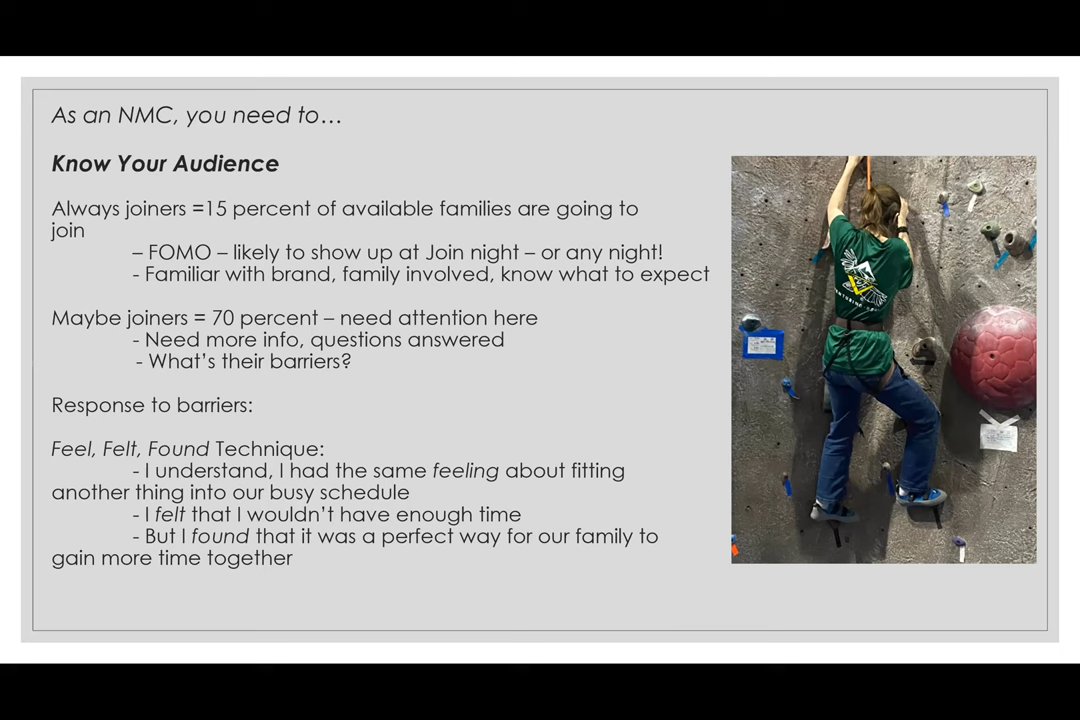 As an NMC, you need to…
Know Your Audience
Always joiners =15 percent of available families are going to
join
– FOMO – likely to show up at Join night – or any night!
- Familiar with brand, family involved, know what to expect
Maybe joiners = 70 percent – need attention here
- Need more info, questions answered
- What's their barriers?
Response to barriers:
Feel, Felt, Found Technique:
- I understand, I had the same feeling about fitting
another thing into our busy schedule
- I felt that I wouldn't have enough time
- But I found that it was a perfect way for our family to
gain more time together